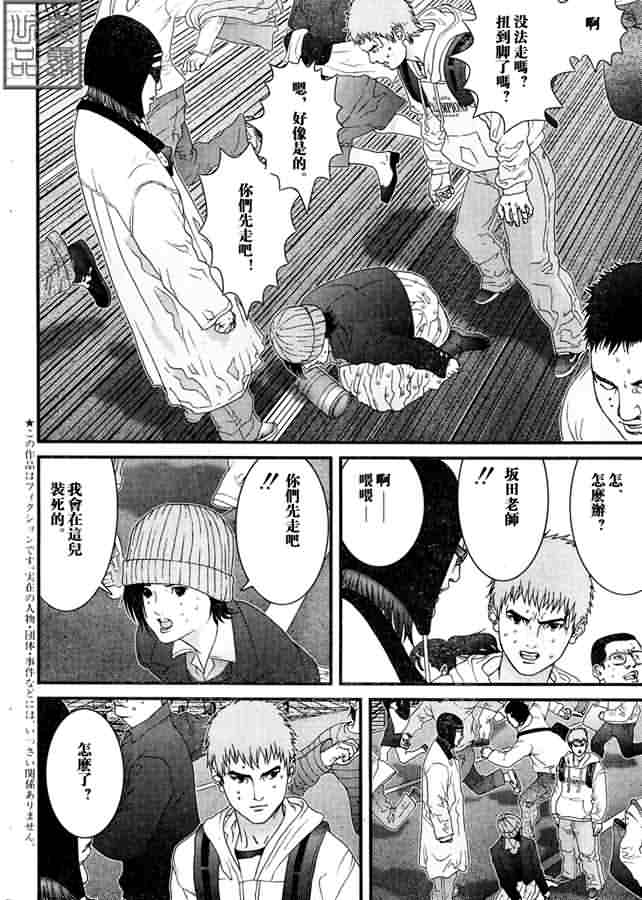 啊
没法走嗎?
扭到脚了嗎?
嗯,
好像是的。
你們先走吧!
怎、
怎麼辦?
坂田老師
!!
啊──
喂喂──
你們先走吧
!!
我會在這兒
裝死的。
怎麼了?
★この作品はフィクションです。実在の人物・団体・事件などには、いっさい関係ありません。